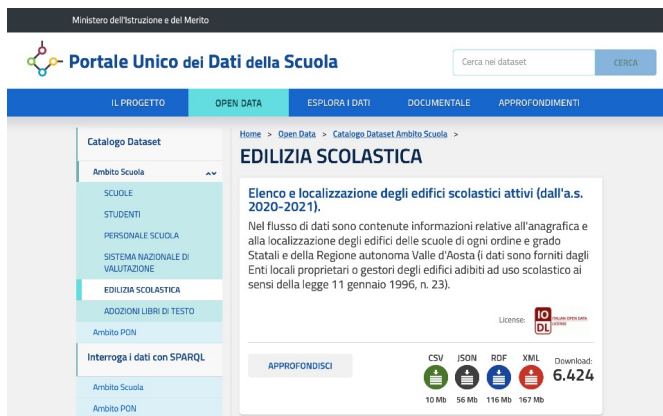 Ministero dell'Istruzione e del Merito
Portale Unico dei Dati della Scuola
Cerca nei dataset
CERCA
IL PROGETTO
OPEN DATA
ESPLORA I DATI
DOCUMENTALE
APPROFONDIMENTI
Catalogo Dataset
Ambito Scuola
SCUOLE
STUDENTI
PERSONALE SCUOLA
SISTEMA NAZIONALE DI
VALUTAZIONE
EDILIZIA SCOLASTICA
ADOZIONI LIBRI DI TESTO
Ambito PON
Interroga i dati con SPARQL
Ambito Scuola
Ambito PON
Home > Open Data > Catalogo Dataset Ambito Scuola >
EDILIZIA SCOLASTICA
Elenco e localizzazione degli edifici scolastici attivi (dall'a.s.
2020-2021).
Nel flusso di dati sono contenute informazioni relative all'anagrafica e
alla localizzazione degli edifici delle scuole di ogni ordine e grado
Statali e della Regione autonoma Valle d'Aosta (i dati sono forniti dagli
Enti locali proprietari o gestori degli edifici adibiti ad uso scolastico ai
sensi della legge 11 gennaio 1996, n. 23).
License:
IO
DL
ITALIAN OPEN DATA
LICENSE
APPROFONDISCI
CSV JSON RDF XML
10 Mb 56 Mb 116 Mb 167 Mb
Download:
6.424